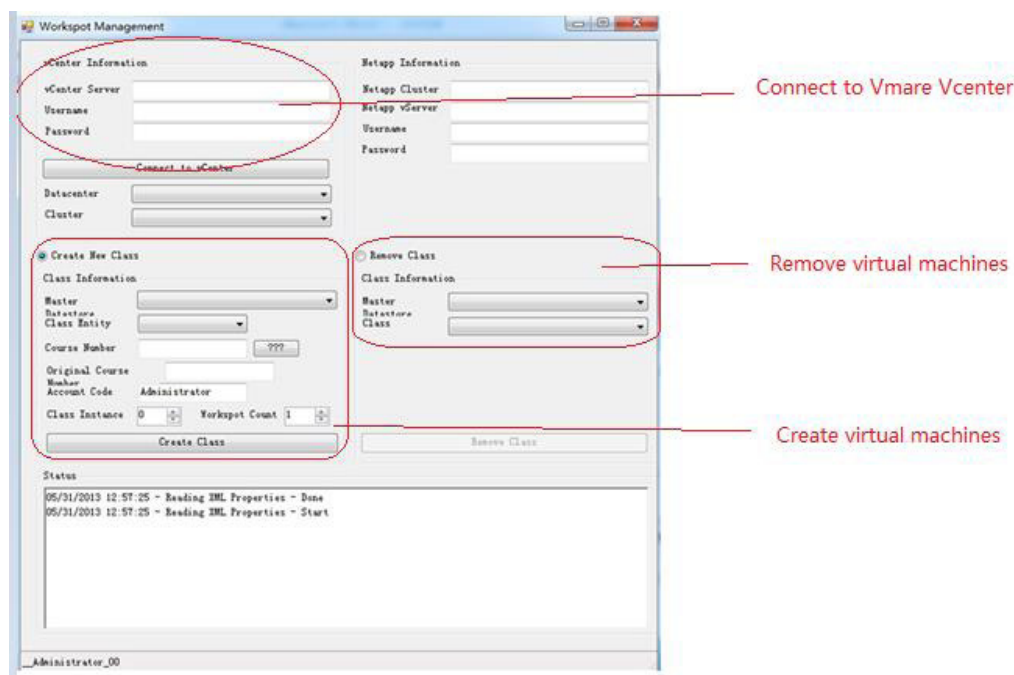 Workspot Management
vCenter Information
vCenter Server
Username
Password
Connect to vCenter
Datacenter
Cluster
Netapp Information
Netapp Cluster
Netapp vServer
Username
Password
Connect to Vmare Vcenter
Create New Class
Class Information
Master
Datastore
Class Entity
Course Number
???
Original Course
Number
Account Code Administrator
Class Instance 0 Workspot Count 1
Create Class
Remove Class
Class Information
Master
Datastore
Class
Remove Class
Remove virtual machines
Create virtual machines
Status
05/31/2013 12:57:25 - Reading XML Properties - Done
05/31/2013 12:57:25 - Reading XML Properties - Start
__Administrator_00